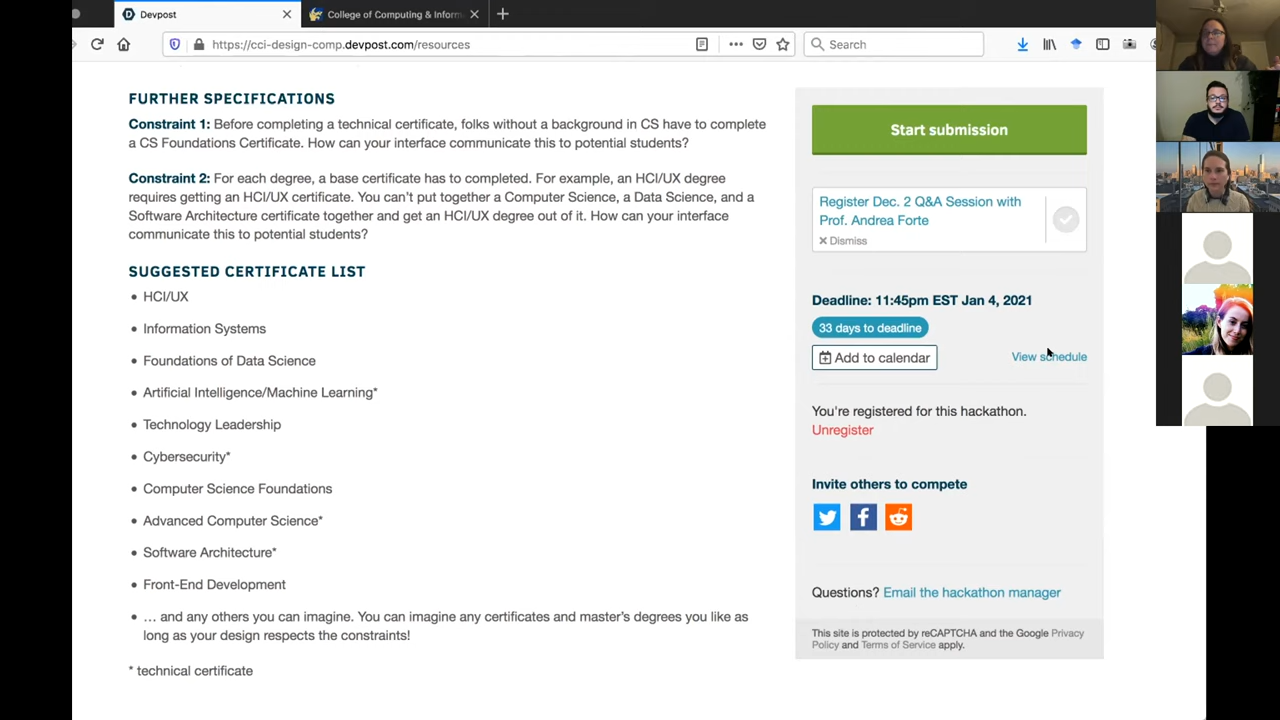 Devpost
College of Computing & Inform
https://cci-design-comp.devpost.com/resources
Search
FURTHER SPECIFICATIONS
Constraint 1: Before completing a technical certificate, folks without a background in CS have to complete
a CS Foundations Certificate. How can your interface communicate this to potential students?
Constraint 2: For each degree, a base certificate has to completed. For example, an HCI/UX degree
requires getting an HCI/UX certificate. You can't put together a Computer Science, a Data Science, and a
Software Architecture certificate together and get an HCI/UX degree out of it. How can your interface
communicate this to potential students?
SUGGESTED CERTIFICATE LIST
• HCI/UX
• Information Systems
• Foundations of Data Science
• Artificial Intelligence/Machine Learning*
• Technology Leadership
• Cybersecurity*
• Computer Science Foundations
• Advanced Computer Science*
• Software Architecture*
• Front-End Development
• … and any others you can imagine. You can imagine any certificates and master's degrees you like as
long as your design respects the constraints!
* technical certificate
Start submission
Register Dec. 2 Q&A Session with
Prof. Andrea Forte
Dismiss
Deadline: 11:45pm EST Jan 4, 2021
33 days to deadline
Add to calendar
View schedule
You're registered for this hackathon.
Unregister
Invite others to compete
Questions? Email the hackathon manager
This site is protected by reCAPTCHA and the Google Privacy
Policy and Terms of Service apply.